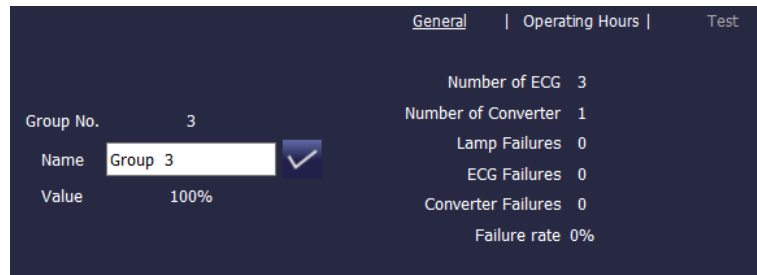 General | Operating Hours | Test
Number of ECG 3
Number of Converter 1
Lamp Failures 0
ECG Failures 0
Converter Failures 0
Failure rate 0%
Group No. 3
Name Group 3
Value 100%